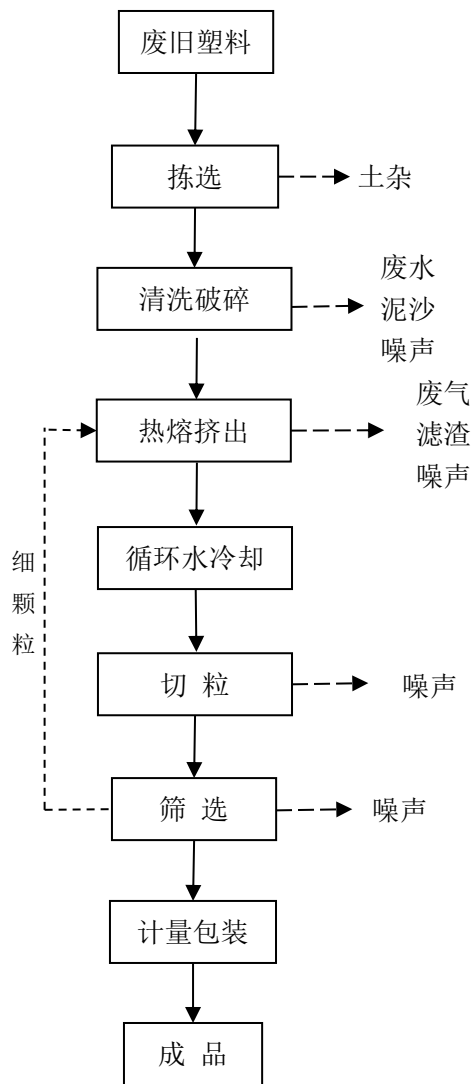 废旧塑料
拣选
土杂
清洗破碎
废水
泥沙
噪声
热熔挤出
废气
滤渣
噪声
循环水冷却
细
颗
粒
切 粒
噪声
筛 选
噪声
计量包装
成 品